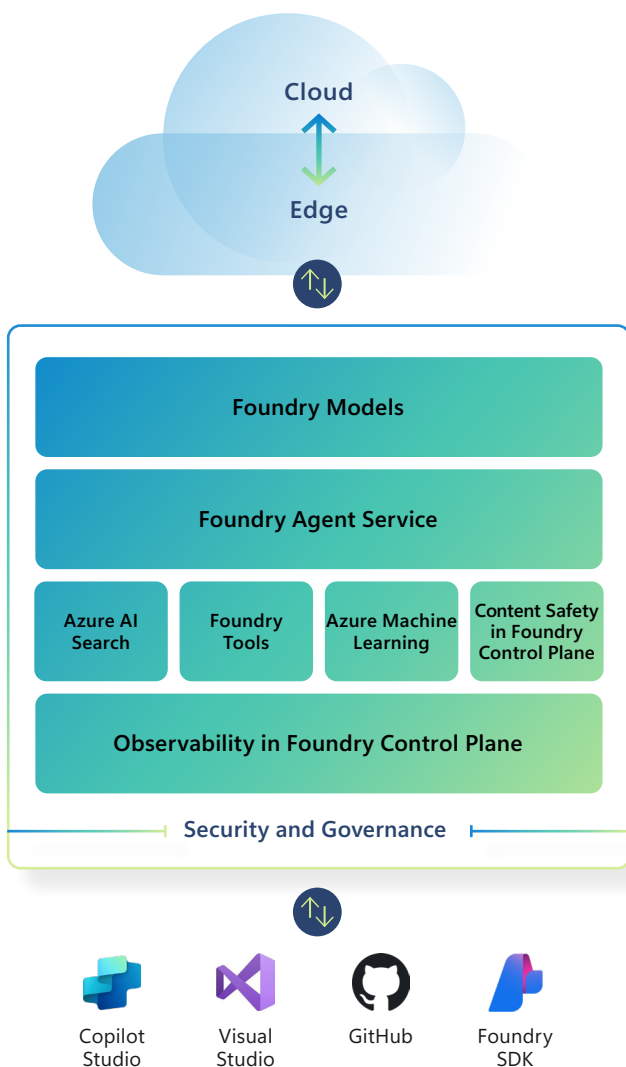 Cloud
Edge
Foundry Models
Foundry Agent Service
Azure AI
Search
Foundry
Tools
Azure Machine
Learning
Content Safety
in Foundry
Control Plane
Observability in Foundry Control Plane
Security and Governance
Copilot
Studio
Visual
Studio
GitHub
Foundry
SDK